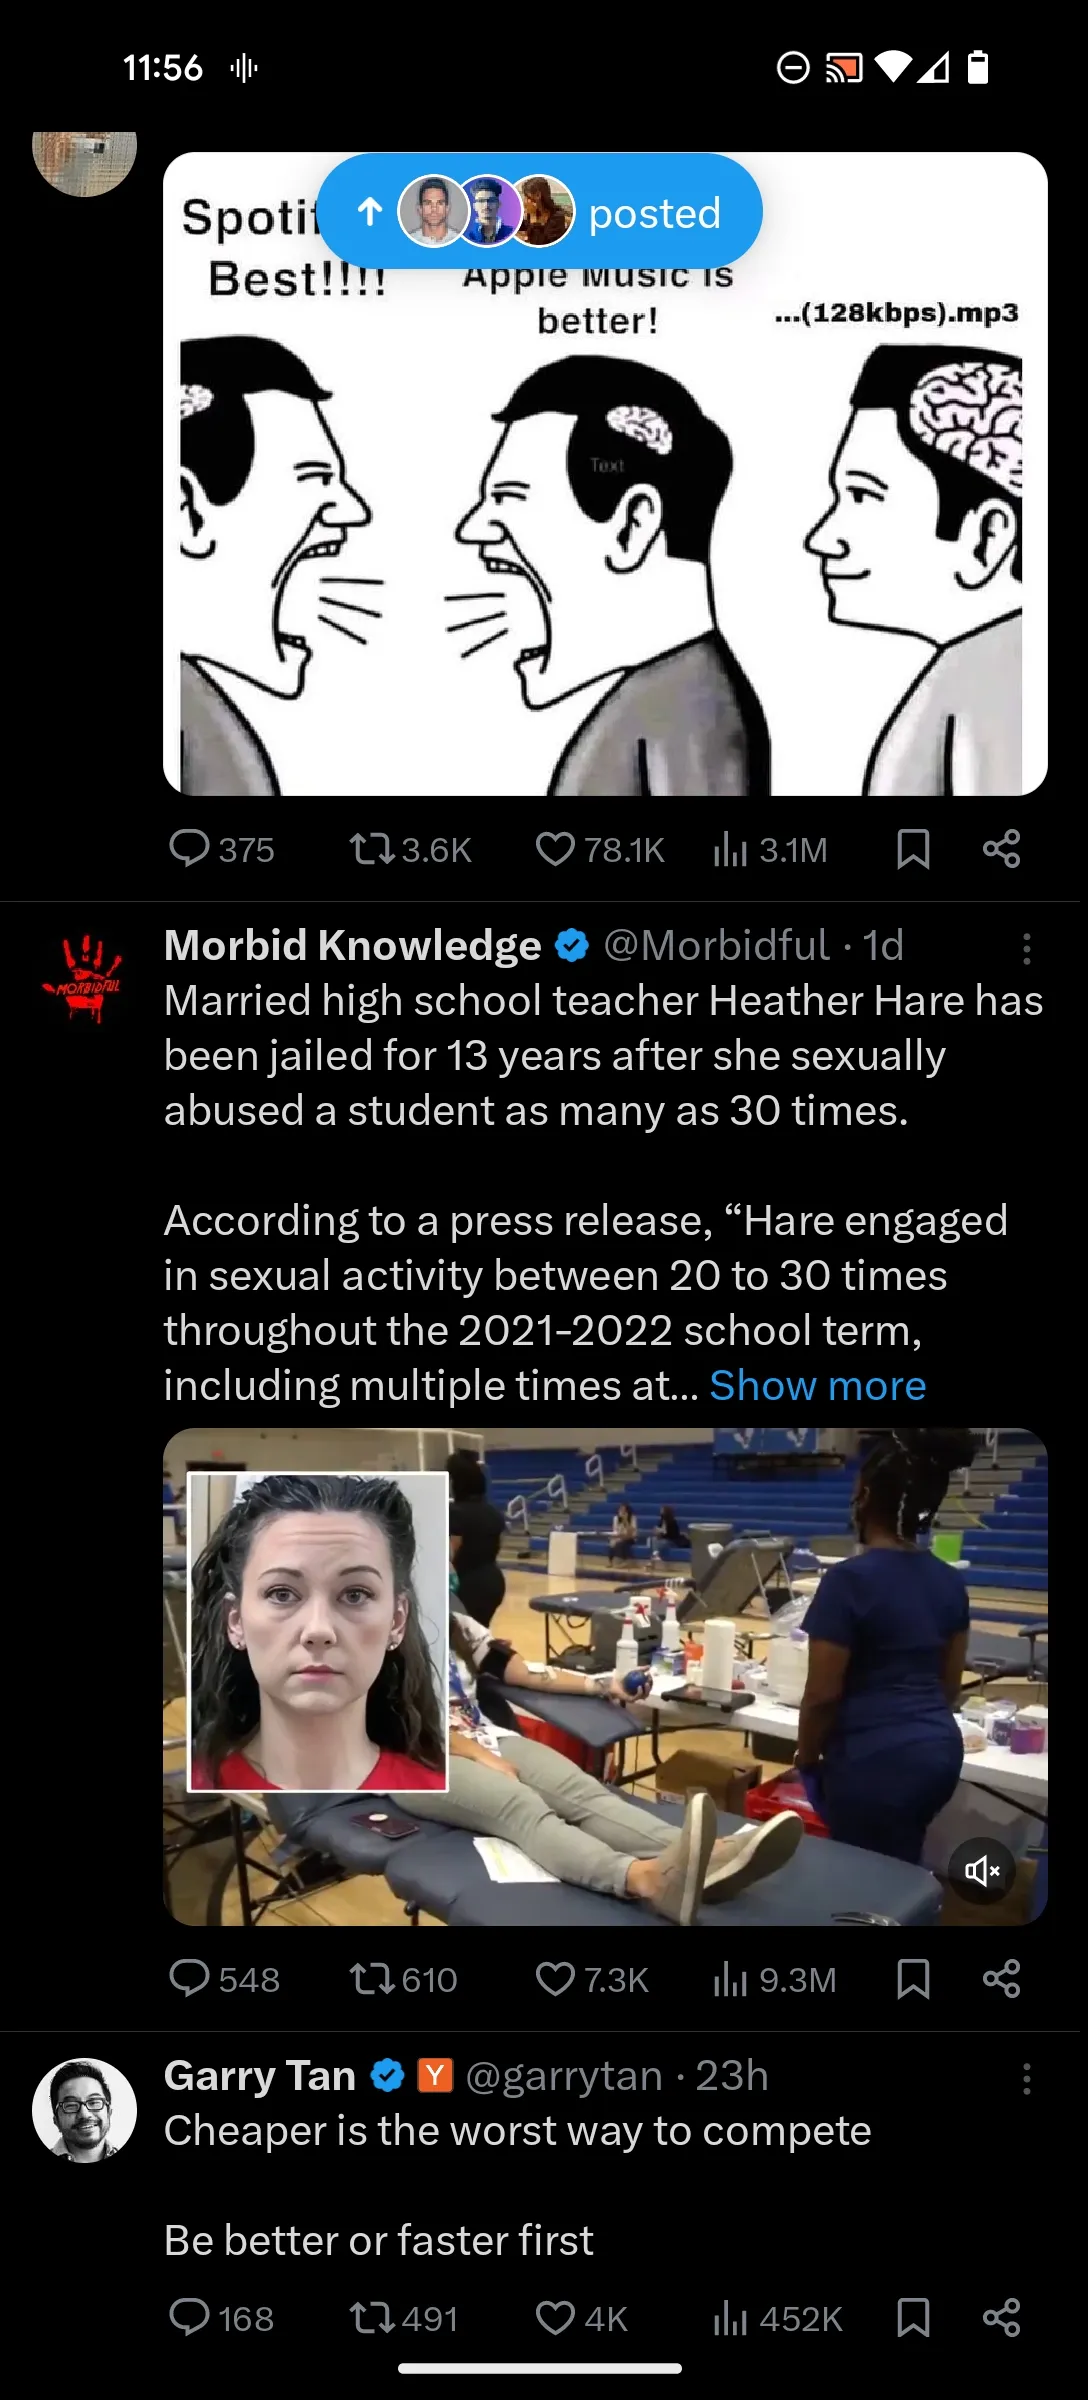 11:56
posted
Best!!!!
Apple Music is
better!
...(128kbps).mp3
Text
375 3.6K 78.1K 3.1M
MORBIDFUL
Morbid Knowledge @Morbidful · 1d
Married high school teacher Heather Hare has
been jailed for 13 years after she sexually
abused a student as many as 30 times.
According to a press release, “Hare engaged
in sexual activity between 20 to 30 times
throughout the 2021-2022 school term,
including multiple times at... Show more
548 610 7.3K 9.3M
Garry Tan Y @garrytan · 23h
Cheaper is the worst way to compete
Be better or faster first
168 491 4K 452K